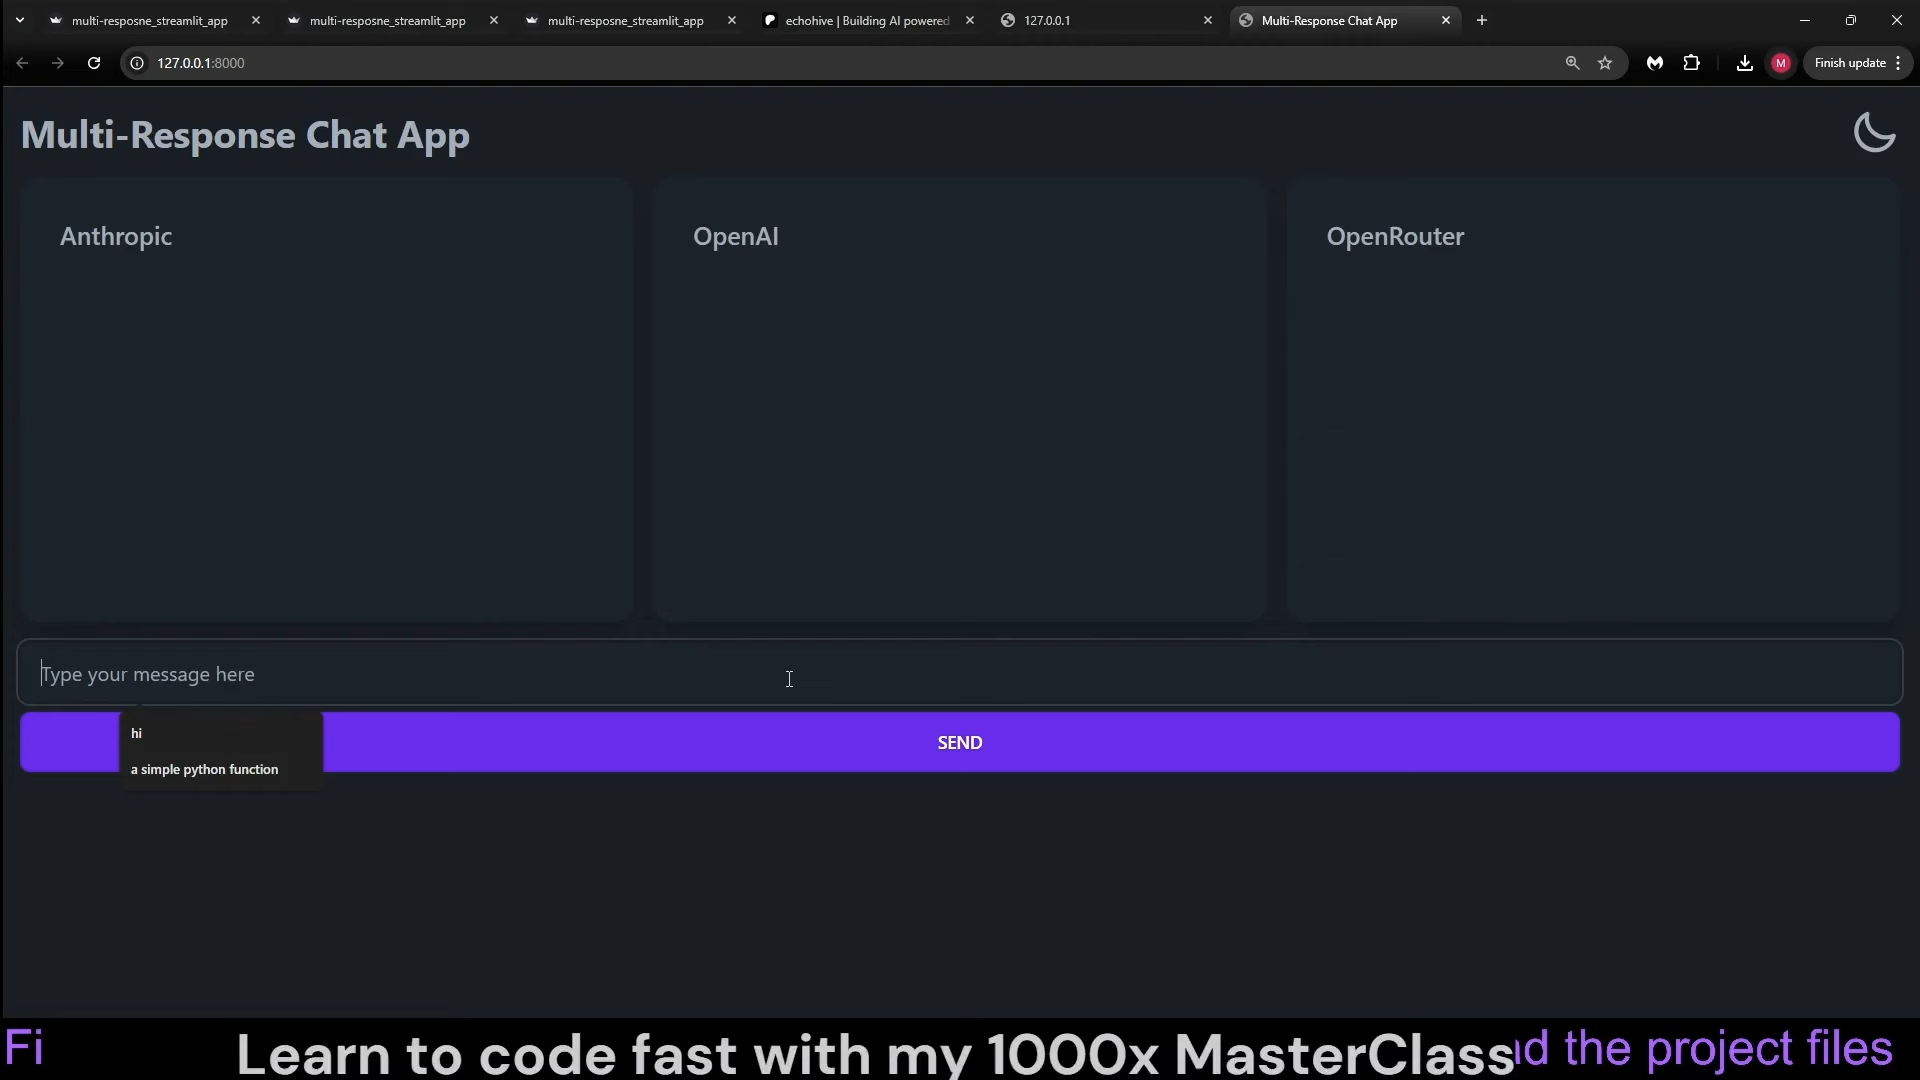 multi-resposne_streamlit_app
multi-resposne_streamlit_app
multi-resposne_streamlit_app
echohive | Building AI powered
127.0.0.1
Multi-Response Chat App
127.0.0.1:8000
M
Finish update
Multi-Response Chat App
Anthropic
OpenAI
OpenRouter
Type your message here
SEND
hi
a simple python function
Fi
Learn to code fast with my 1000x MasterClass
the project files